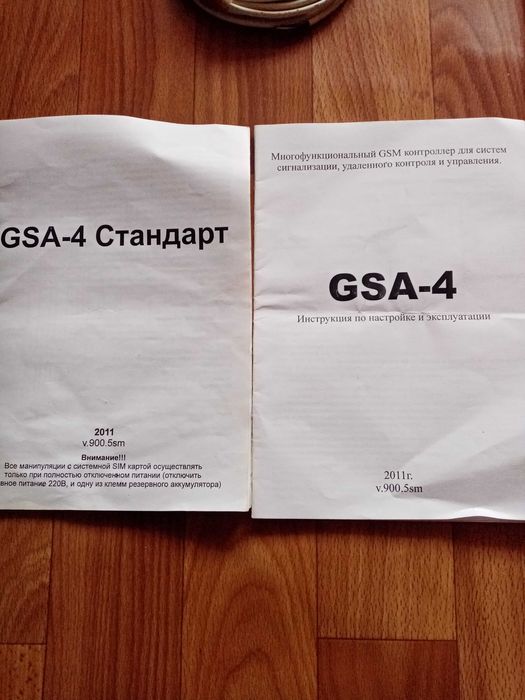 GSA-4 Стандарт
2011
v.900.5sm
Внимание!!!
Все манипуляции с системной SIM картой осуществлять
только при полностью отключенном питании (отключить
вное питание 220В, и одну из клемм резервного аккумулятора)
Многофункциональный GSM контроллер для систем
сигнализации, удаленного контроля и управления.
GSA-4
Инструкция по настройке и эксплуатации
2011г.
v.900.5sm